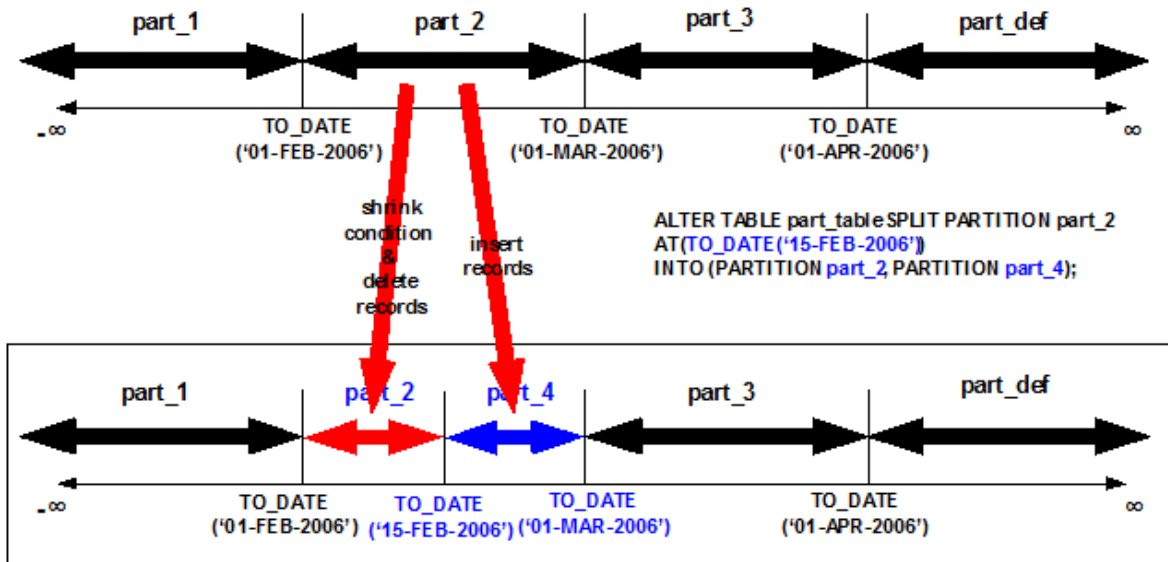 part_1 part_2 part_3 part_def
-∞ TO_DATE TO_DATE TO_DATE ∞
(‘01-FEB-2006’) (‘01-MAR-2006’) (‘01-APR-2006’)
shrink
condition
&
delete
records
insert
records
ALTER TABLE part_table SPLIT PARTITION part_2
AT(TO_DATE(‘15-FEB-2006’))
INTO (PARTITION part_2, PARTITION part_4);
part_1 part_2 part_4 part_3 part_def
-∞ TO_DATE TO_DATE TO_DATE TO_DATE ∞
(‘01-FEB-2006’) (‘15-FEB-2006’) (‘01-MAR-2006’) (‘01-APR-2006’)